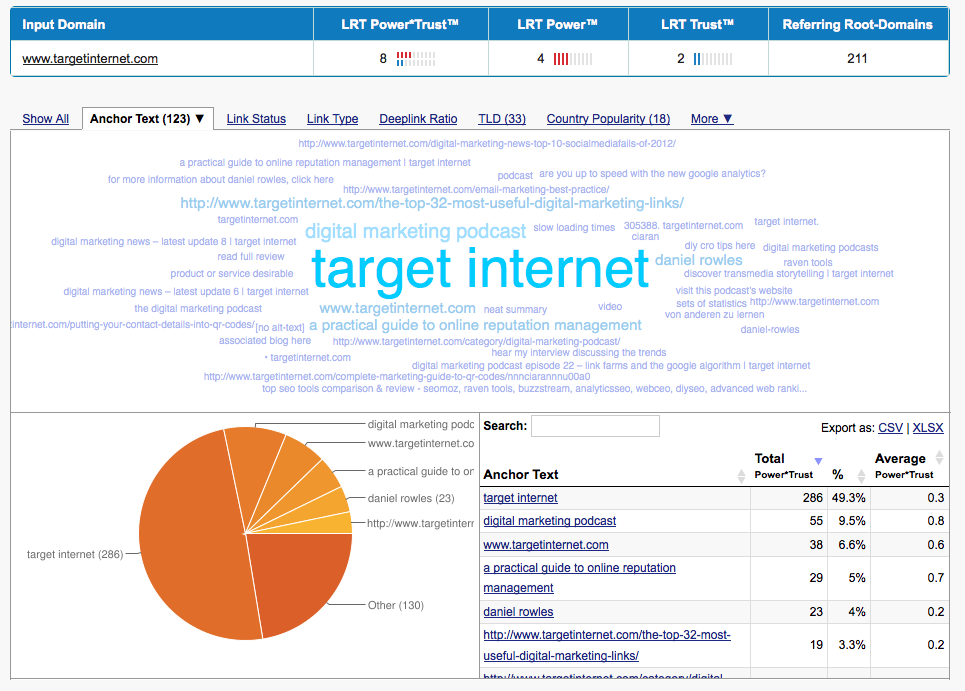 Input Domain LRT Power*Trust™ LRT Power™ LRT Trust™ Referring Root-Domains
www.targetinternet.com 8 4 2 211
Show All Anchor Text (123) ▼ Link Status Link Type Deeplink Ratio TLD (33) Country Popularity (18) More ▼
http://www.targetinternet.com/digital-marketing-news-top-10-socialmediafails-of-2012/
a practical guide to online reputation management | target internet
for more information about daniel rowles, click here podcast are you up to speed with the new google analytics?
http://www.targetinternet.com/email-marketing-best-practice/
http://www.targetinternet.com/the-top-32-most-useful-digital-marketing-links/
targetinternet.com digital marketing podcast slow loading times 305388. targetinternet.com target internet.
ciaran
digital marketing news – latest update 8 | target internet diy cro tips here digital marketing podcasts
read full review target internet daniel rowles raven tools
product or service desirable discover transmedia storytelling | target internet
digital marketing news – latest update 6 | target internet visit this podcast's website
sets of statistics http://www.targetinternet.com
the digital marketing podcast www.targetinternet.com neat summary video von anderen zu lernen
internet.com/putting-your-contact-details-into-qr-codes/ [no alt-text] a practical guide to online reputation management daniel-rowles
associated blog here http://www.targetinternet.com/category/digital-marketing-podcast/
• targetinternet.com hear my interview discussing the trends
digital marketing podcast episode 22 – link farms and the google algorithm | target internet
http://www.targetinternet.com/complete-marketing-guide-to-qr-codes/nnnciarannnu00a0
top seo tools comparison & review - seomoz, raven tools, buzzstream, analyticsseo, webceo, diyseo, advanced web ranki...
digital marketing podc
www.targetinternet.co
a practical guide to or
daniel rowles (23)
http://www.targetinterr
target internet (286)
Other (130)
Search: Export as: CSV | XLSX
Anchor Text Total Power*Trust ▼ % Average Power*Trust
target internet 286 49.3% 0.3
digital marketing podcast 55 9.5% 0.8
www.targetinternet.com 38 6.6% 0.6
a practical guide to online reputation
management 29 5% 0.7
daniel rowles 23 4% 0.2
http://www.targetinternet.com/the-top-32-most-
useful-digital-marketing-links/ 19 3.3% 0.2
http://www.targetinternet.com/category/digital-